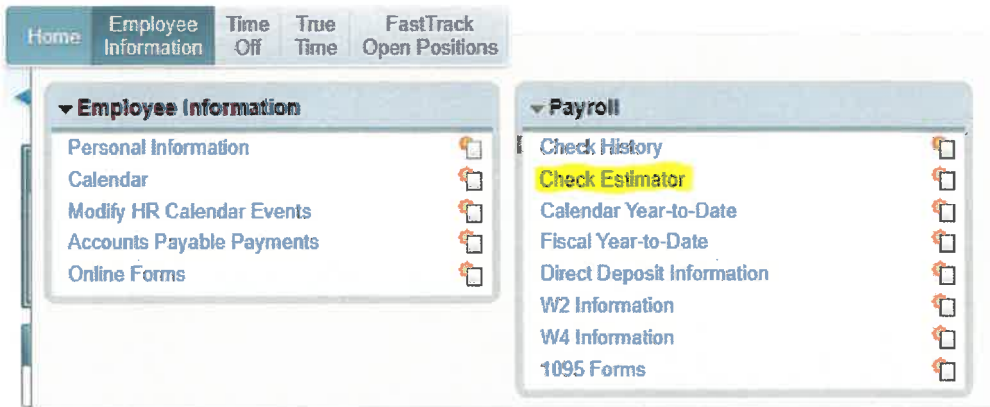 Home
Employee Information
Time Off
True Time
FastTrack Open Positions
Employee Information
Personal Information
Calendar
Modify HR Calendar Events
Accounts Payable Payments
Online Forms
Payroll
Check History
Check Estimator
Calendar Year-to-Date
Fiscal Year-to-Date
Direct Deposit Information
W2 Information
W4 Information
1095 Forms